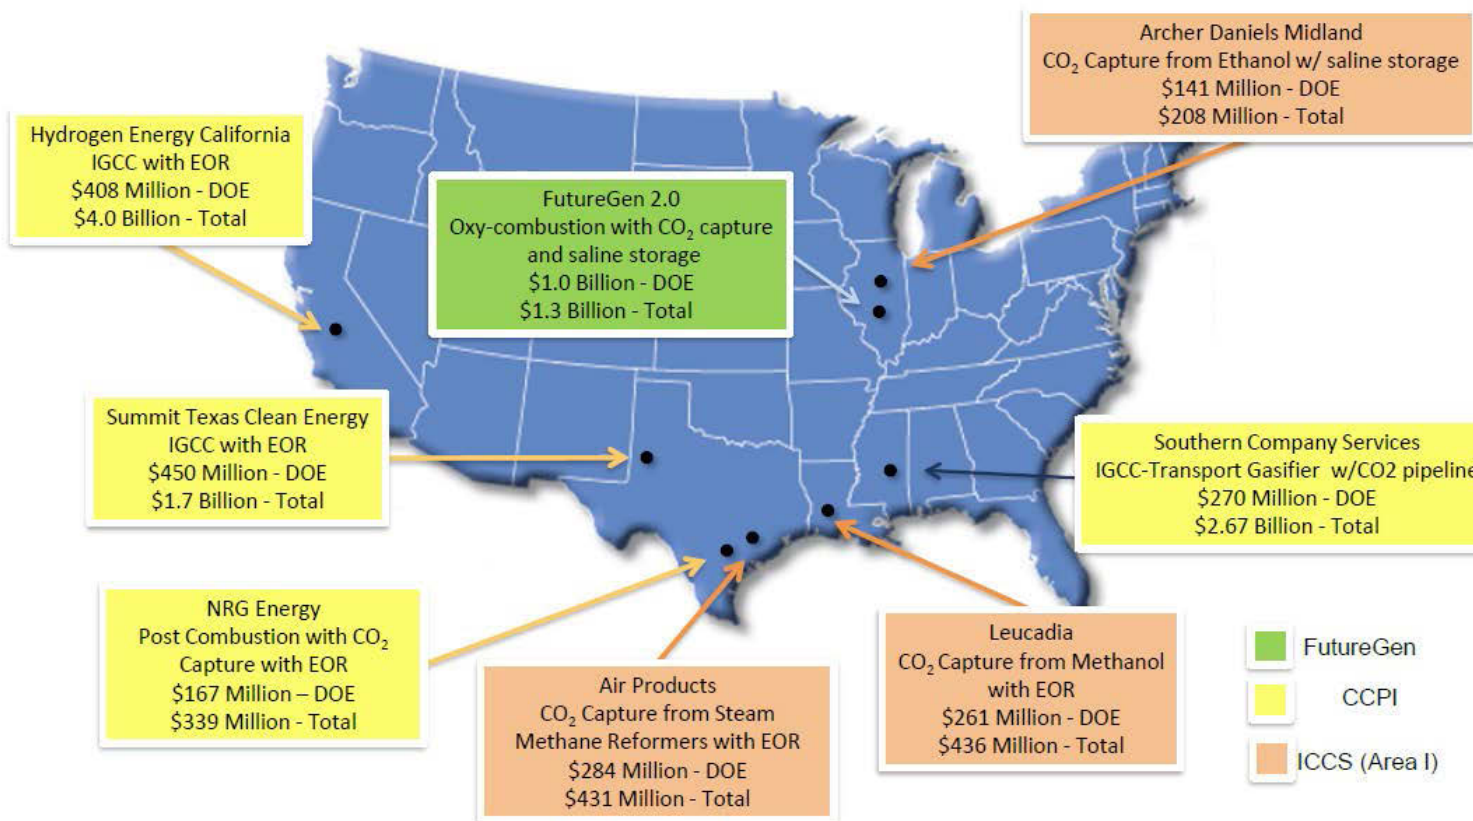 Archer Daniels Midland
CO₂ Capture from Ethanol w/ saline storage
$141 Million - DOE
$208 Million - Total
Hydrogen Energy California
IGCC with EOR
$408 Million - DOE
$4.0 Billion - Total
FutureGen 2.0
Oxy-combustion with CO₂ capture
and saline storage
$1.0 Billion - DOE
$1.3 Billion - Total
Summit Texas Clean Energy
IGCC with EOR
$450 Million - DOE
$1.7 Billion - Total
Southern Company Services
IGCC-Transport Gasifier w/CO2 pipeline
$270 Million - DOE
$2.67 Billion - Total
NRG Energy
Post Combustion with CO₂
Capture with EOR
$167 Million – DOE
$339 Million - Total
Air Products
CO₂ Capture from Steam
Methane Reformers with EOR
$284 Million - DOE
$431 Million - Total
Leucadia
CO₂ Capture from Methanol
with EOR
$261 Million - DOE
$436 Million - Total
FutureGen
CCPI
ICCS (Area I)